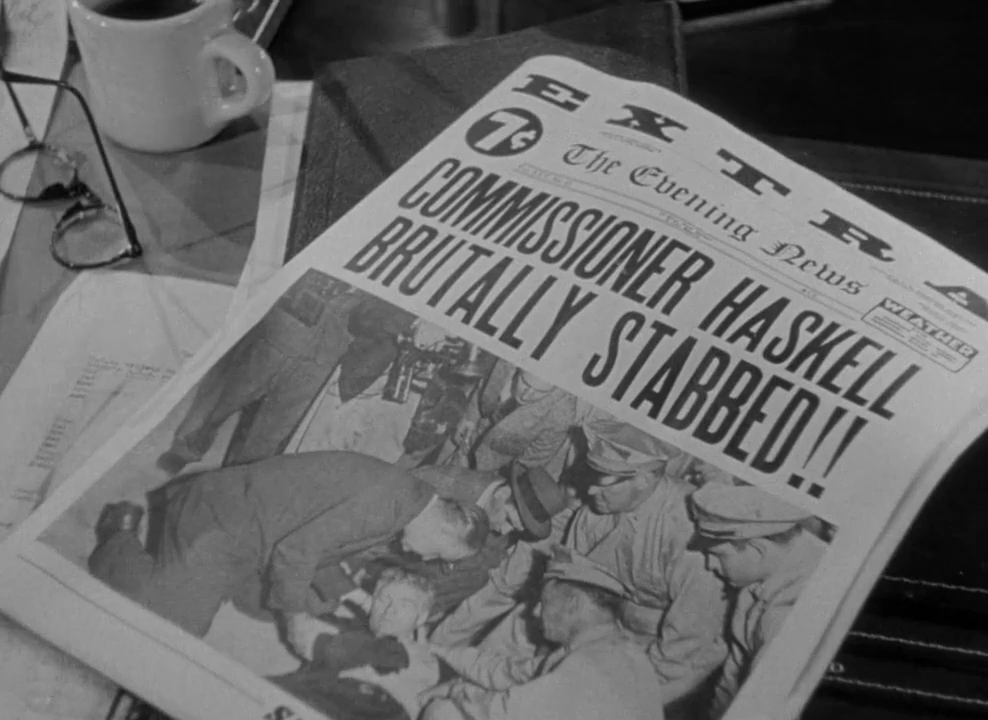 EXTRA
7¢
The Evening News
WEATHER
COMMISSIONER HASKELL
BRUTALLY STABBED!!